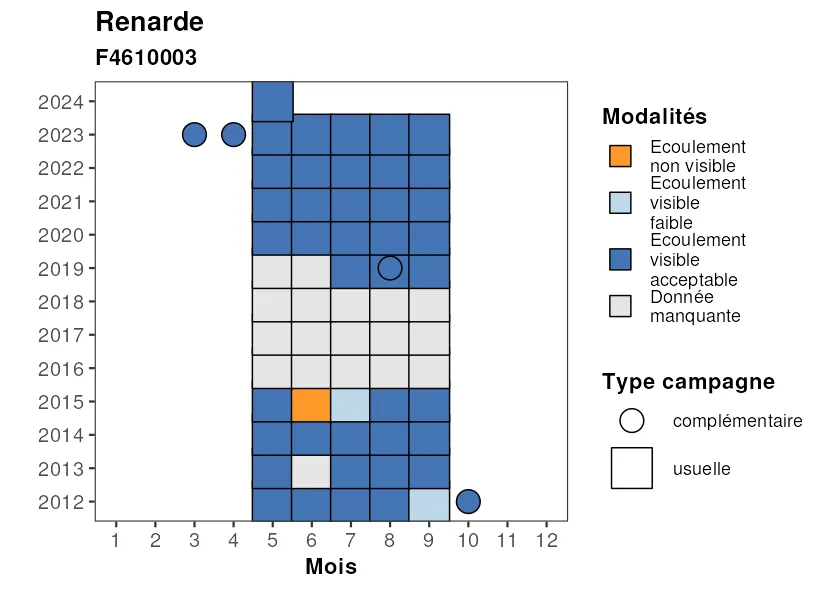 Renarde
F4610003
2024
2023
2022
2021
2020
2019
2018
2017
2016
2015
2014
2013
2012
1 2 3 4 5 6 7 8 9 10 11 12
Mois
Modalités
Ecoulement
non visible
Ecoulement
visible
faible
Ecoulement
visible
acceptable
Donnée
manquante
Type campagne
complémentaire
usuelle